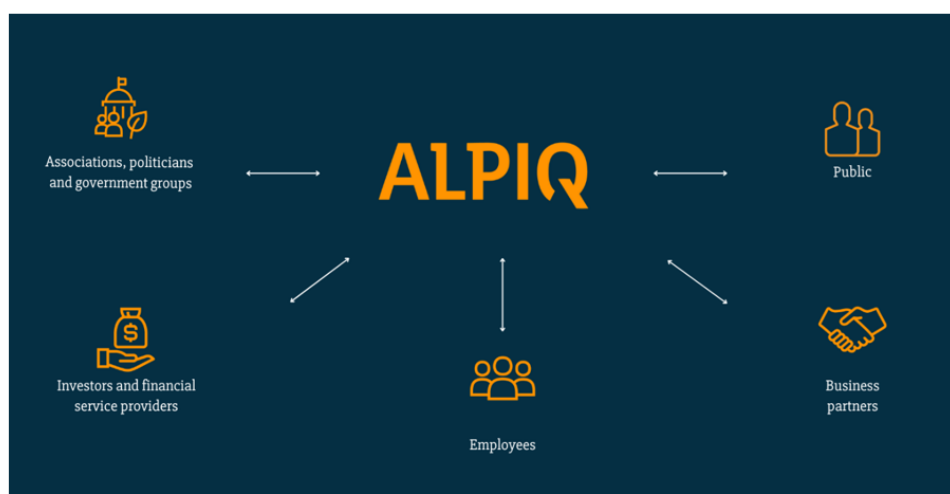 Associations, politicians
and government groups
ALPIQ
Public
Investors and financial
service providers
Employees
Business
partners